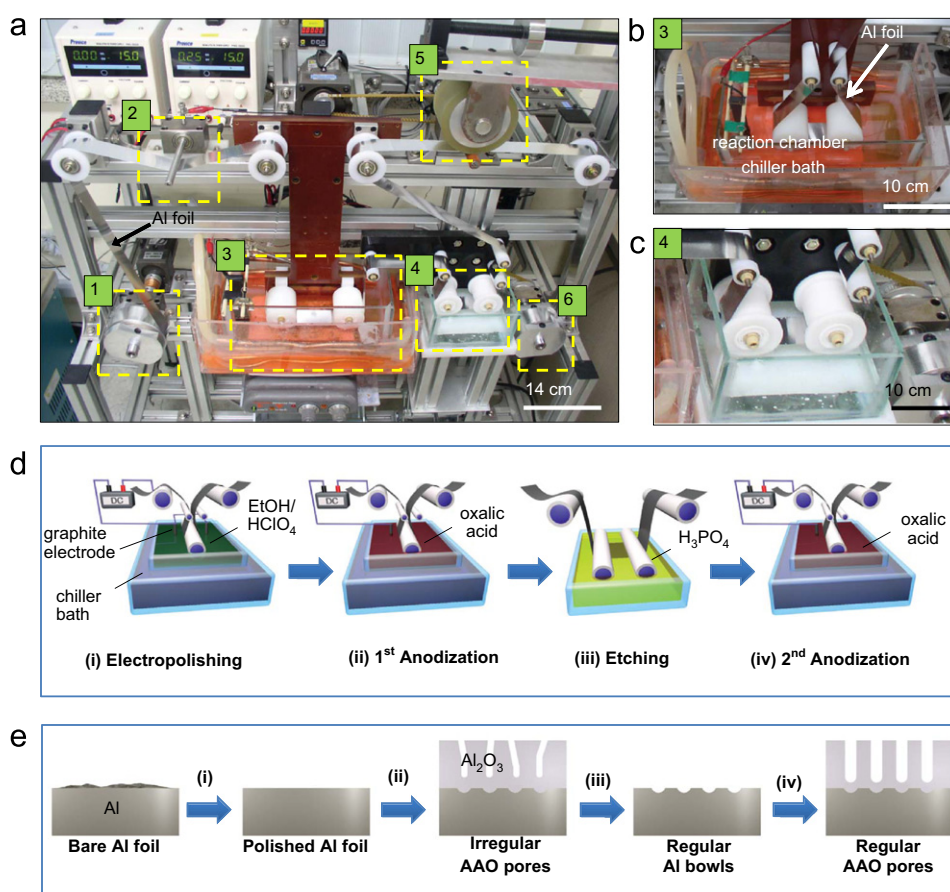 a
5
2
Al foil
3
4
1
6
14 cm
b
3
Al foil
reaction chamber
chiller bath
10 cm
c
4
10 cm
d
DC
EtOH/
HClO₄
graphite
electrode
chiller
bath
(i) Electropolishing
DC
oxalic
acid
(ii) 1ˢᵗ Anodization
H₃PO₄
(iii) Etching
DC
oxalic
acid
(iv) 2ⁿᵈ Anodization
e
Al
Bare Al foil
(i)
Polished Al foil
(ii)
Al₂O₃
Irregular
AAO pores
(iii)
Regular
Al bowls
(iv)
Regular
AAO pores